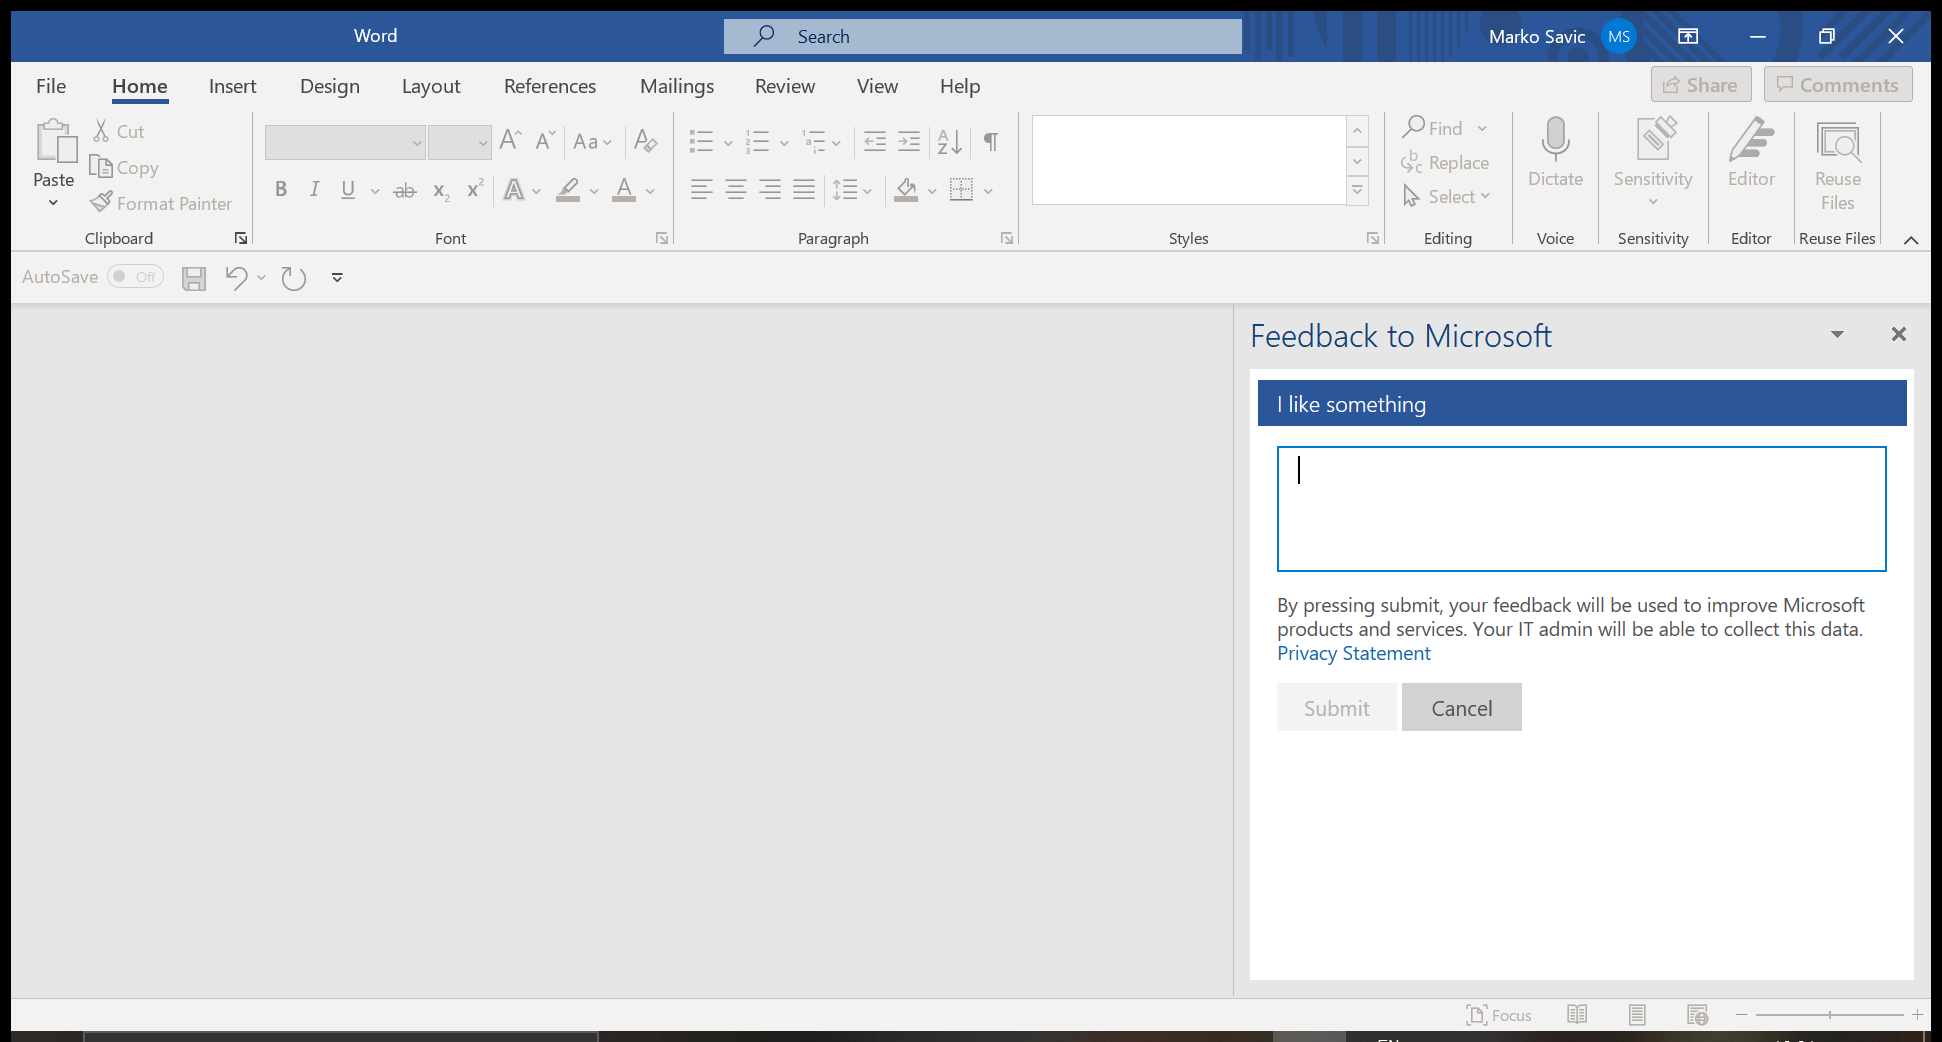 Word
Search
Marko Savic MS
File Home Insert Design Layout References Mailings Review View Help
Share Comments
Paste
Cut
Copy
Format Painter
Clipboard
Aa
B I U ab x2 x2 A A
Font
Paragraph
Styles
Find
Replace
Select
Editing
Dictate
Voice
Sensitivity
Sensitivity
Editor
Editor
Reuse
Files
Reuse Files
AutoSave Off
Feedback to Microsoft
I like something
By pressing submit, your feedback will be used to improve Microsoft
products and services. Your IT admin will be able to collect this data.
Privacy Statement
Submit Cancel
Focus